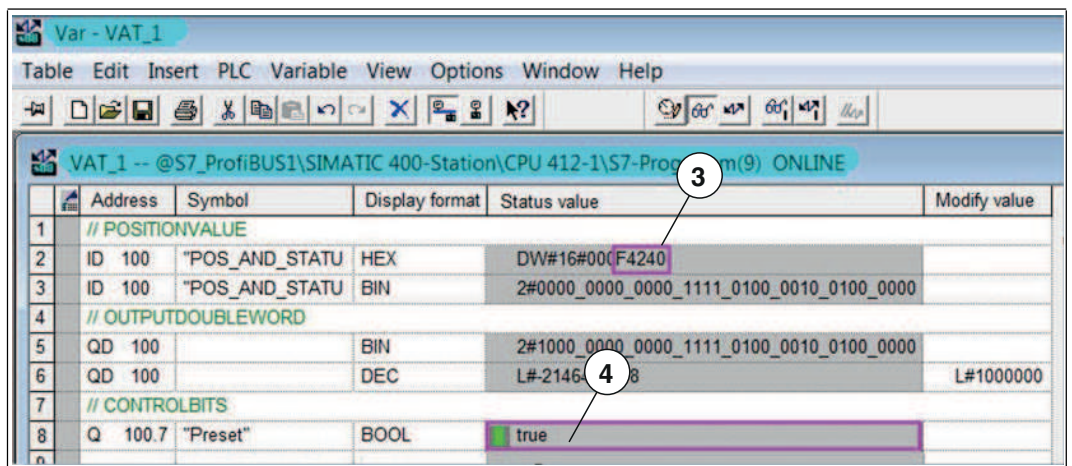 Var - VAT_1
Table Edit Insert PLC Variable View Options Window Help
VAT_1 -- @S7_ProfiBUS1\SIMATIC 400-Station\CPU 412-1\S7-Prog m(9) ONLINE
3
Address Symbol Display format Status value Modify value
1 // POSITIONVALUE
2 ID 100 "POS_AND_STATU HEX DW#16#000F4240
3 ID 100 "POS_AND_STATU BIN 2#0000_0000_0000_1111_0100_0010_0100_0000
4 // OUTPUTDOUBLEWORD
5 QD 100 BIN 2#1000_0000_0000_1111_0100_0010_0100_0000
6 QD 100 DEC L#-2146 8 L#1000000
4
7 // CONTROLBITS
8 Q 100.7 "Preset" BOOL true